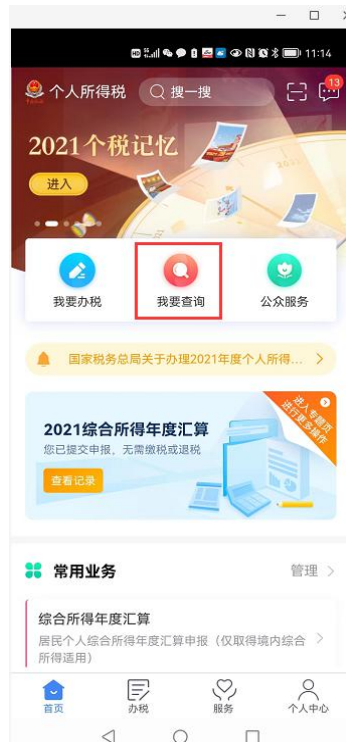 11:14
个人所得税
搜一搜
13
2021个税记忆
进入
我要办税
我要查询
公众服务
国家税务总局关于办理2021年度个人所得...
进入专题页
进行更多操作
2021综合所得年度汇算
您已提交申报，无需缴税或退税
查看记录
常用业务
管理
综合所得年度汇算
居民个人综合所得年度汇算申报（仅取得境内综合
所得适用）
首页
办税
服务
个人中心